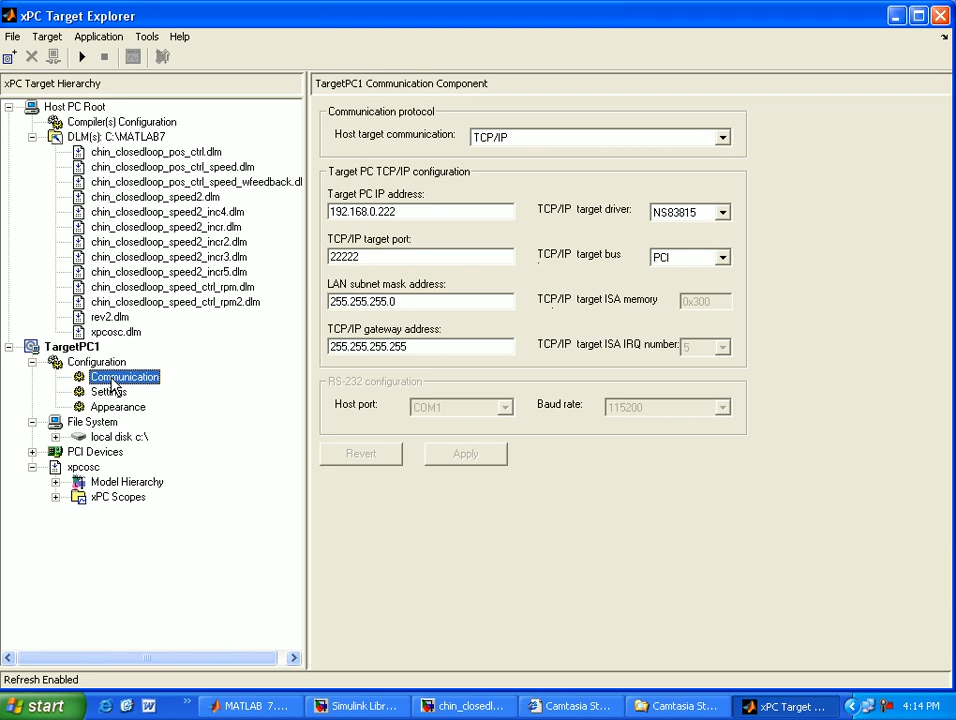 xPC Target Explorer
File Target Application Tools Help
xPC Target Hierarchy
Host PC Root
Compiler(s) Configuration
DLM(s): C:\MATLAB7
chin_closedloop_pos_ctrl.dlm
chin_closedloop_pos_ctrl_speed.dlm
chin_closedloop_pos_ctrl_speed_wfeedback.dl
chin_closedloop_speed2.dlm
chin_closedloop_speed2_inc4.dlm
chin_closedloop_speed2_incr.dlm
chin_closedloop_speed2_incr2.dlm
chin_closedloop_speed2_incr3.dlm
chin_closedloop_speed2_incr5.dlm
chin_closedloop_speed_ctrl_rpm.dlm
chin_closedloop_speed_ctrl_rpm2.dlm
rev2.dlm
xpcosc.dlm
TargetPC1
Configuration
Communication
Settings
Appearance
File System
local disk c:\
PCI Devices
xpcosc
Model Hierarchy
xPC Scopes
TargetPC1 Communication Component
Communication protocol
Host target communication: TCP/IP
Target PC TCP/IP configuration
Target PC IP address:
192.168.0.222
TCP/IP target driver: NS83815
TCP/IP target port:
22222
TCP/IP target bus PCI
LAN subnet mask address:
255.255.255.0
TCP/IP target ISA memory 0x300
TCP/IP gateway address:
255.255.255.255
TCP/IP target ISA IRQ number: 5
RS-232 configuration
Host port: COM1 Baud rate: 115200
Revert Apply
Refresh Enabled
start MATLAB 7.... Simulink Libr... chin_closedl... Camtasia St... Camtasia St... xPC Target ... 4:14 PM